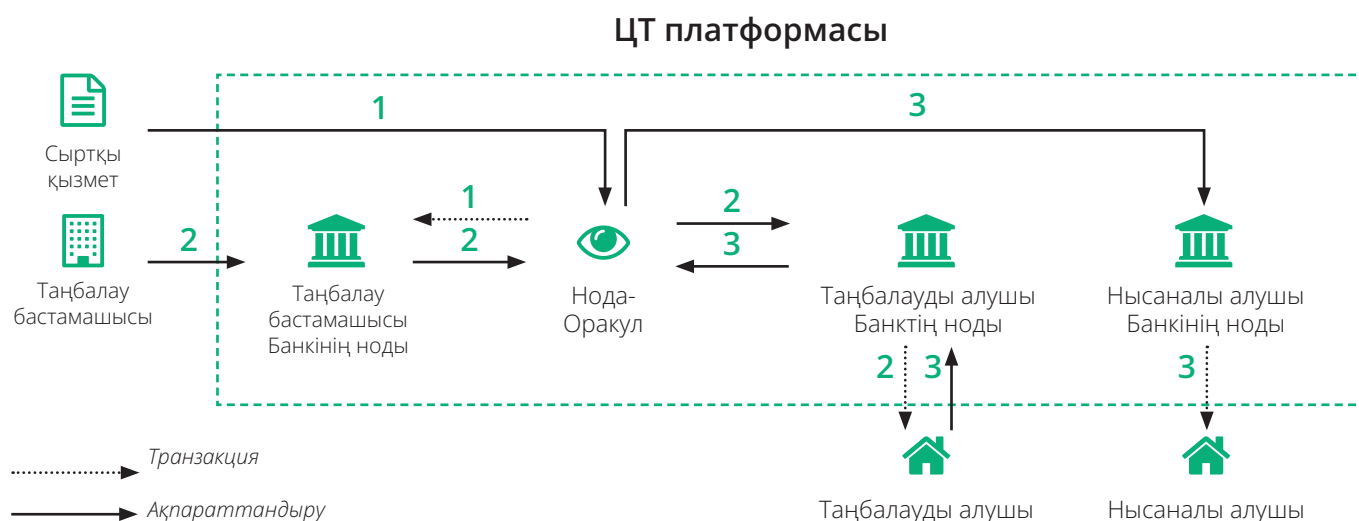 ЦТ платформасы
1
3
Сыртқы
қызмет
1
2
2
2
3
Таңбалау
бастамашысы
Таңбалау
бастамашысы
Банкінің ноды
Нода-
Оракул
Таңбалауды алушы
Банктің ноды
Нысаналы алушы
Банкінің ноды
2
3
3
Транзакция
Ақпараттандыру
Таңбалауды алушы
Нысаналы алушы